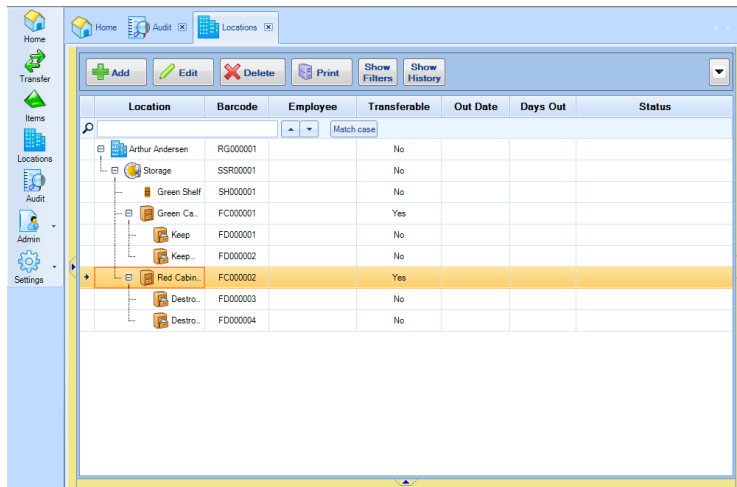 Home
Transfer
Items
Locations
Audit
Admin
Settings
Home Audit Locations
Add Edit Delete Print Show Filters Show History
Location Barcode Employee Transferable Out Date Days Out Status
Match case
Arthur Andersen RG000001 No
Storage SSR00001 No
Green Shelf SH000001 No
Green Ca... FC000001 Yes
Keep FD000001 No
Keep... FD000002 No
Red Cabin... FC000002 Yes
Destro... FD000003 No
Destro... FD000004 No